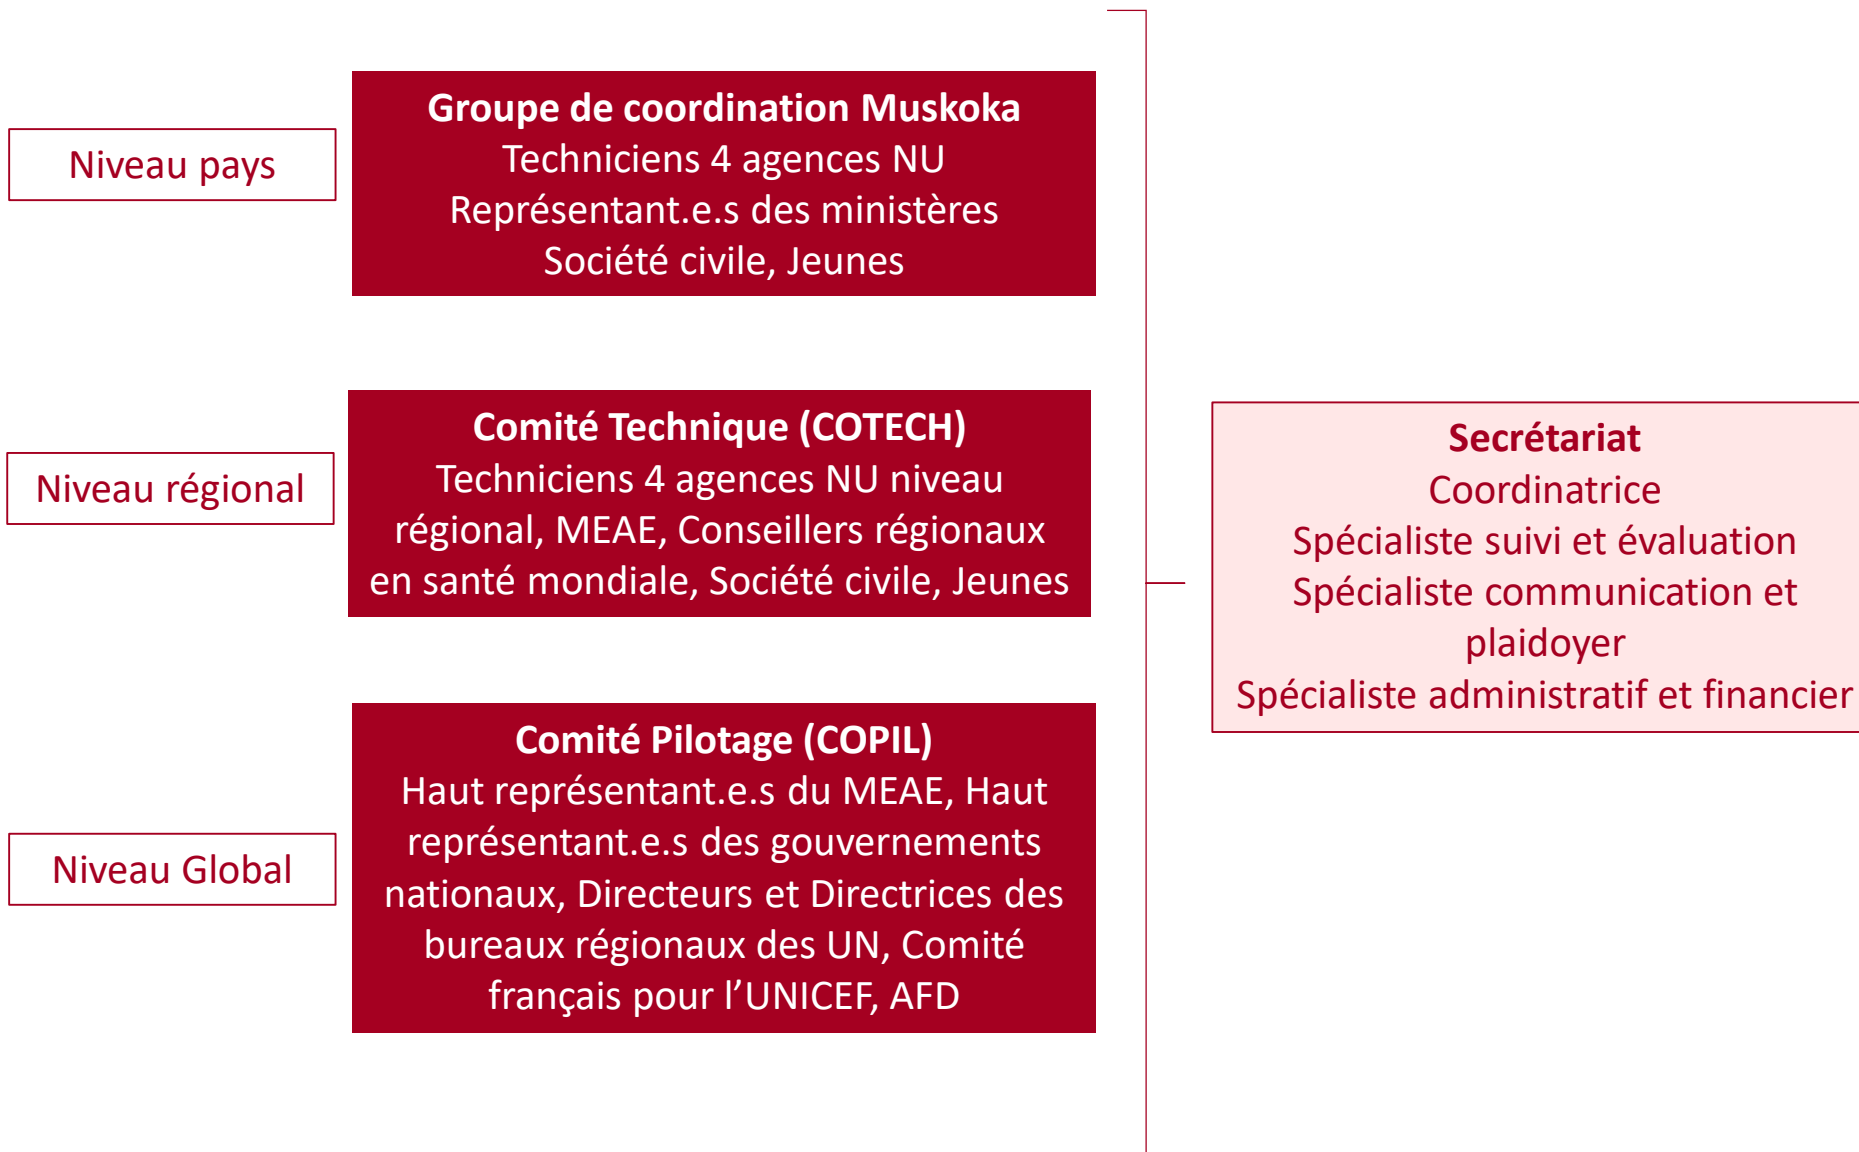 Niveau pays
Groupe de coordination Muskoka
Techniciens 4 agences NU
Représentant.e.s des ministères
Société civile, Jeunes
Niveau régional
Comité Technique (COTECH)
Techniciens 4 agences NU niveau
régional, MEAE, Conseillers régionaux
en santé mondiale, Société civile, Jeunes
Niveau Global
Comité Pilotage (COPIL)
Haut représentant.e.s du MEAE, Haut
représentant.e.s des gouvernements
nationaux, Directeurs et Directrices des
bureaux régionaux des UN, Comité
français pour l’UNICEF, AFD
Secrétariat
Coordinatrice
Spécialiste suivi et évaluation
Spécialiste communication et
plaidoyer
Spécialiste administratif et financier